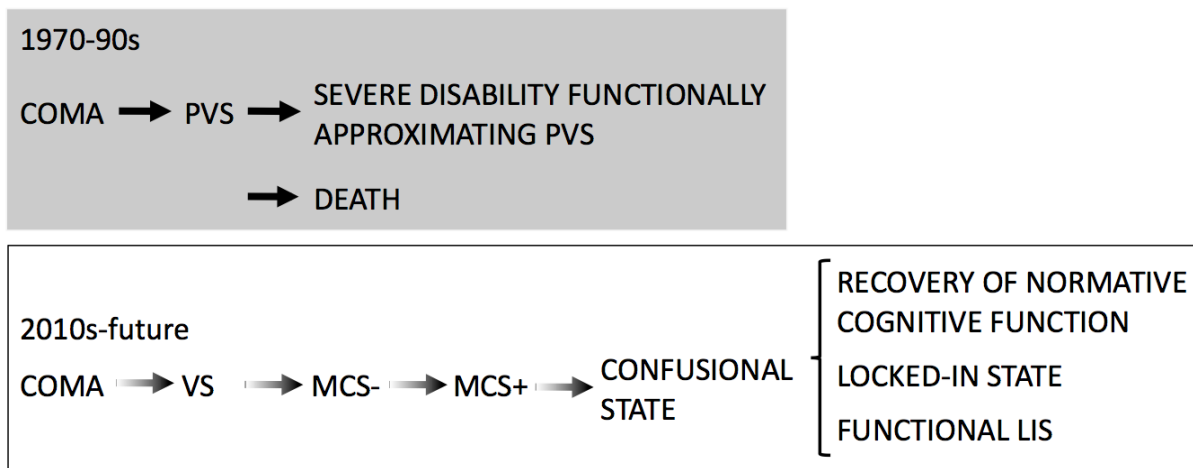 1970-90s
COMA PVS SEVERE DISABILITY FUNCTIONALLY
APPROXIMATING PVS
DEATH
2010s-future
COMA VS MCS- MCS+ CONFUSIONAL
STATE
RECOVERY OF NORMATIVE
COGNITIVE FUNCTION
LOCKED-IN STATE
FUNCTIONAL LIS